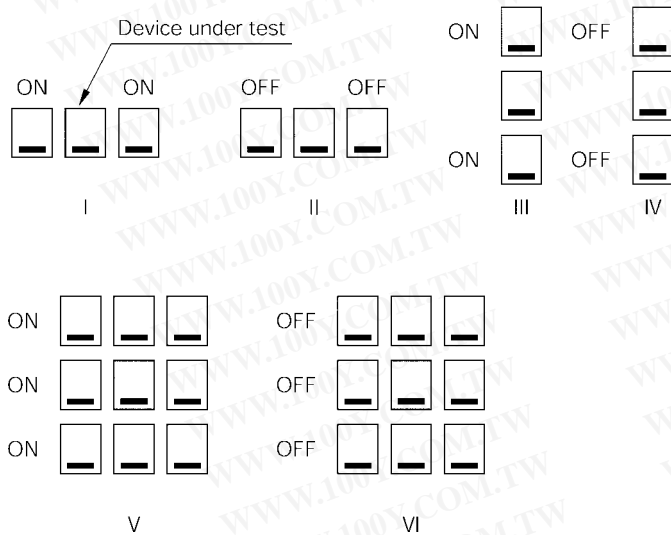 Device under test
ON ON
I
OFF OFF
II
ON
ON
III
OFF
OFF
IV
ON
ON
ON
V
OFF
OFF
OFF
VI
WWW.100Y.COM.TW